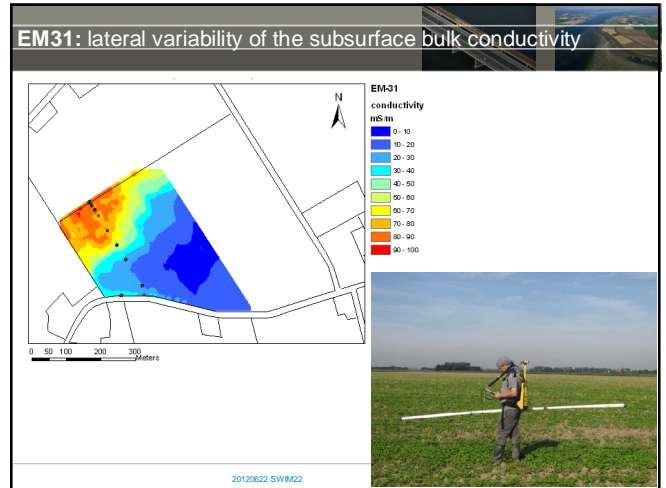 EM31: lateral variability of the subsurface bulk conductivity
N
EM-31
conductivity
mS/m
0 - 10
10 - 20
20 - 30
30 - 40
40 - 50
50 - 60
60 - 70
70 - 80
80 - 90
90 - 100
0 50 100 200 300 Meters
20120622 SWIM22